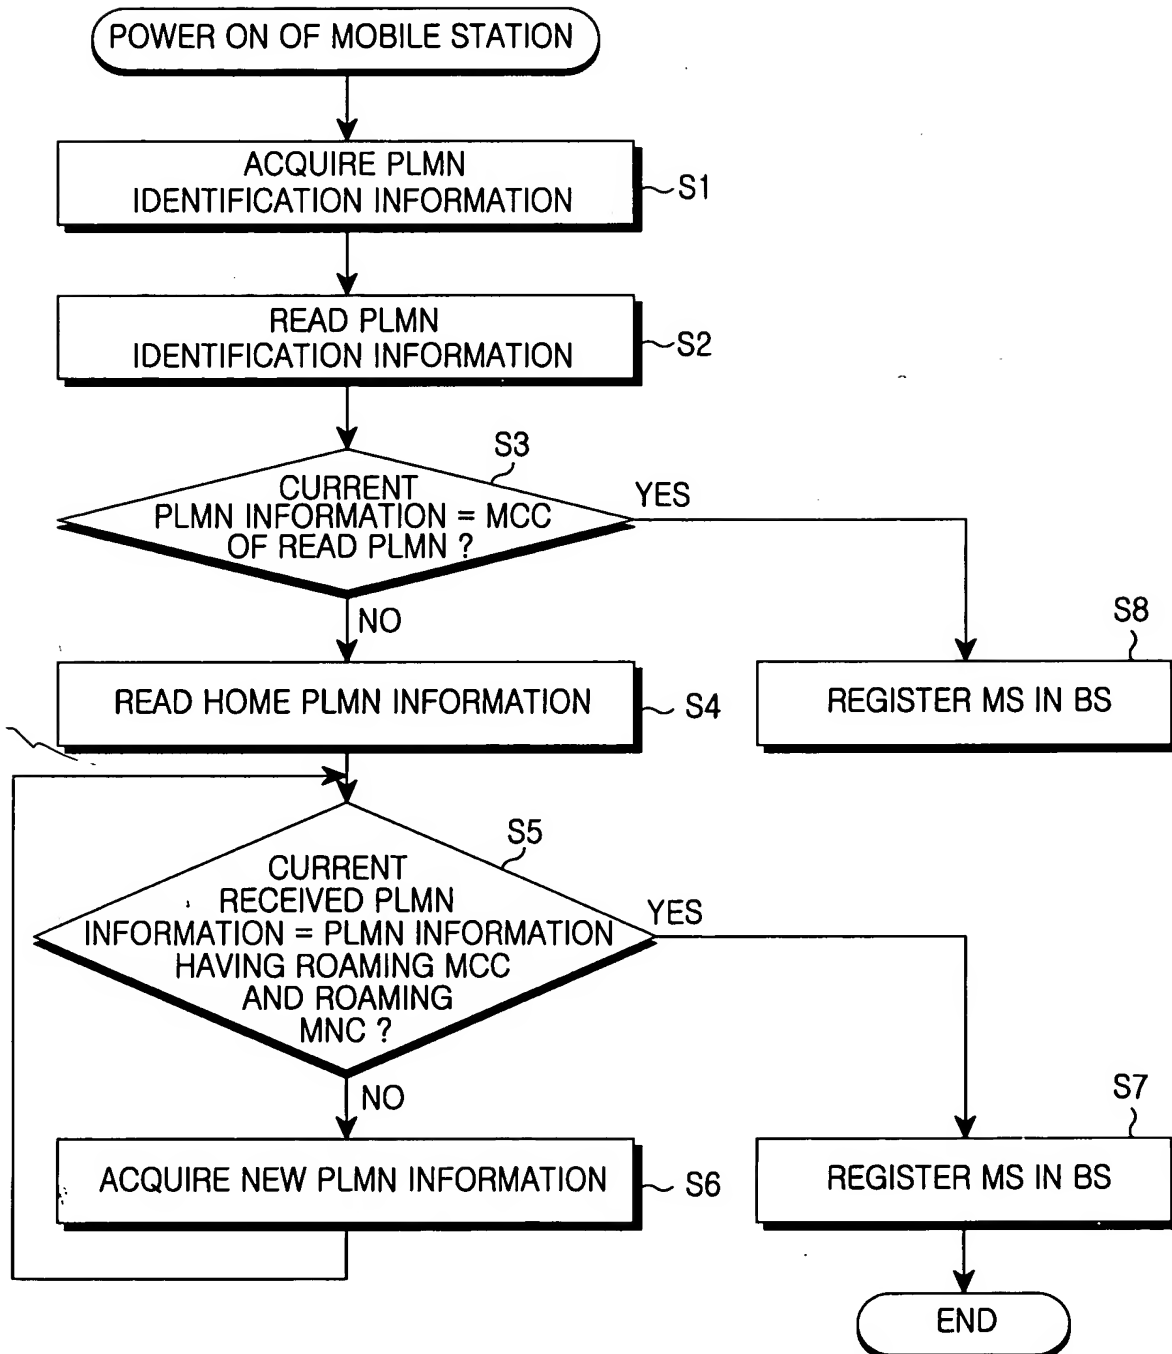 POWER ON OF MOBILE STATION
ACQUIRE PLMN
IDENTIFICATION INFORMATION
S1
READ PLMN
IDENTIFICATION INFORMATION
S2
S3
CURRENT
PLMN INFORMATION = MCC
OF READ PLMN ?
YES
NO
S8
READ HOME PLMN INFORMATION
S4
REGISTER MS IN BS
S5
CURRENT
RECEIVED PLMN
INFORMATION = PLMN INFORMATION
HAVING ROAMING MCC
AND ROAMING
MNC ?
YES
NO
S7
ACQUIRE NEW PLMN INFORMATION
S6
REGISTER MS IN BS
END